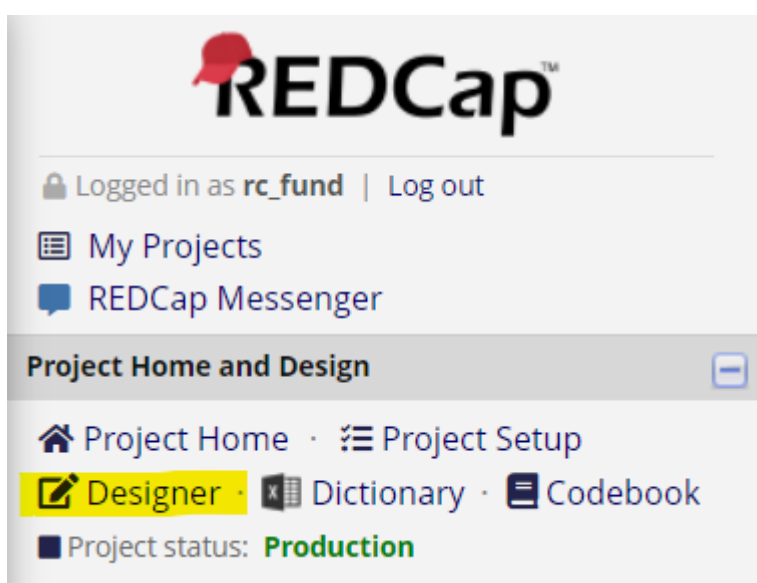 REDCap™
Logged in as rc_fund | Log out
My Projects
REDCap Messenger
Project Home and Design
Project Home · Project Setup
Designer · Dictionary · Codebook
Project status: Production